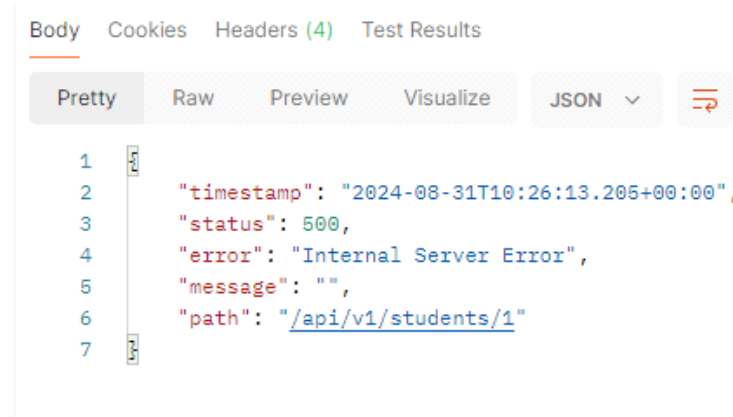 Body Cookies Headers (4) Test Results
Pretty Raw Preview Visualize JSON
1 {
2 "timestamp": "2024-08-31T10:26:13.205+00:00",
3 "status": 500,
4 "error": "Internal Server Error",
5 "message": "",
6 "path": "/api/v1/students/1"
7 }